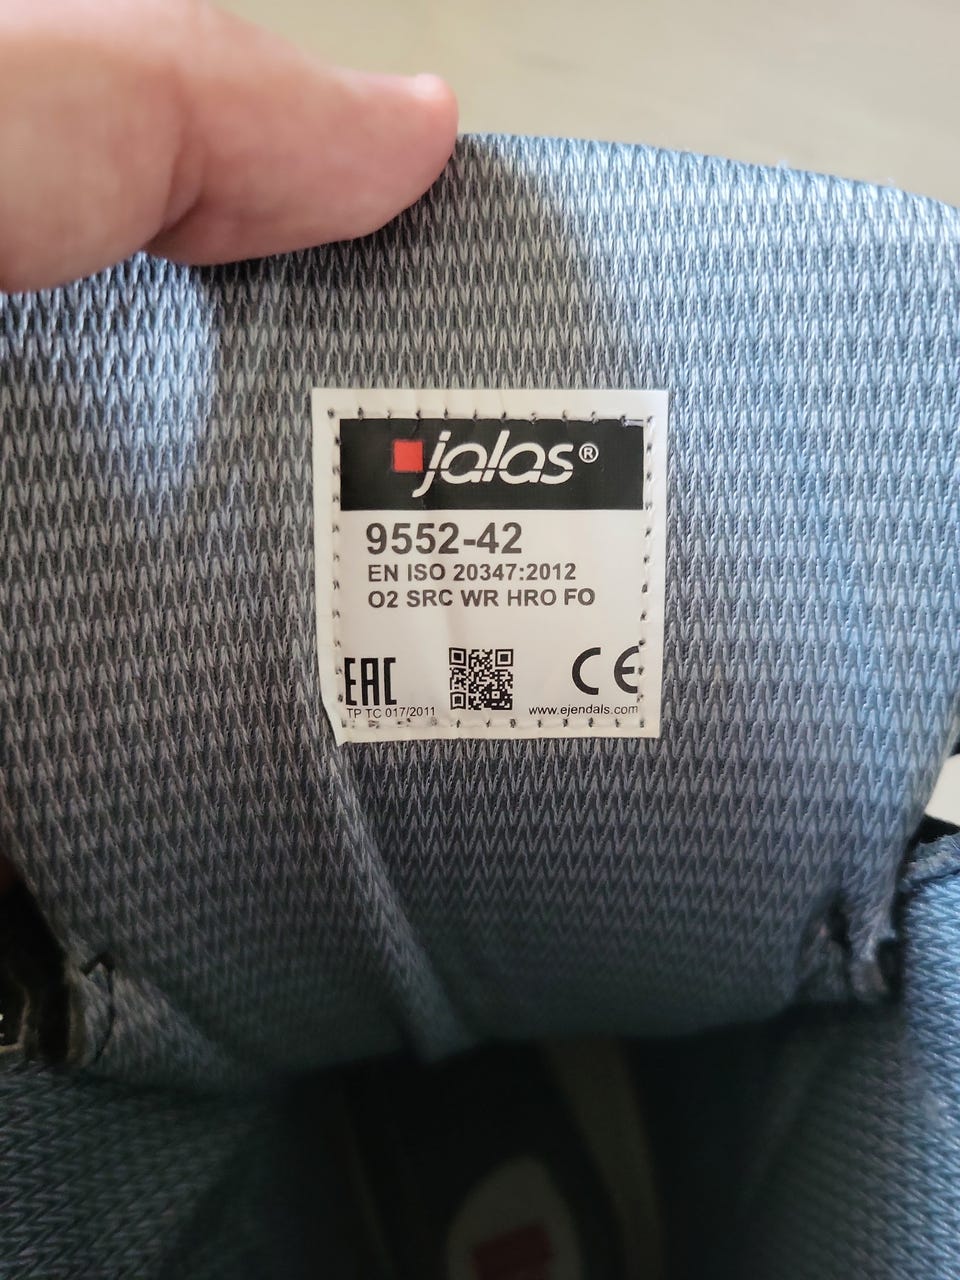 jalas®
9552-42
EN ISO 20347:2012
O2 SRC WR HRO FO
EAC
TP TC 017/2011
CE
www.ejendals.com